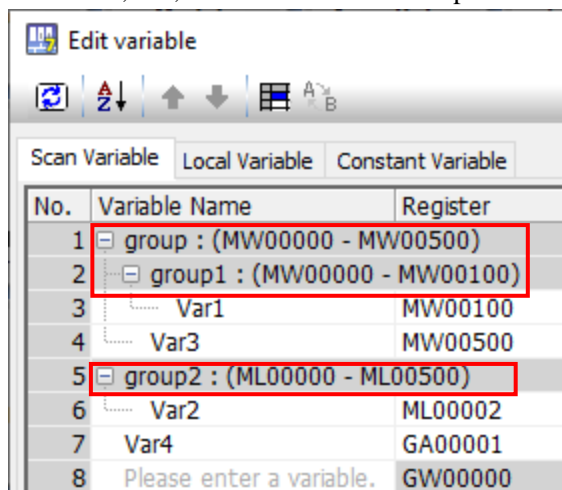 Edit variable
Scan Variable Local Variable Constant Variable
No. Variable Name Register
1 group : (MW00000 - MW00500)
2 group1 : (MW00000 - MW00100)
3 Var1 MW00100
4 Var3 MW00500
5 group2 : (ML00000 - ML00500)
6 Var2 ML00002
7 Var4 GA00001
8 Please enter a variable. GW00000